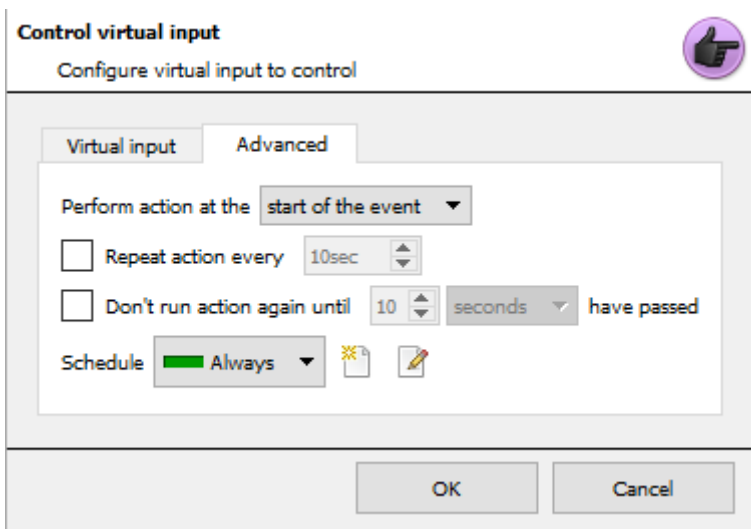 Control virtual input
Configure virtual input to control
Virtual input Advanced
Perform action at the start of the event
Repeat action every 10sec
Don't run action again until 10 seconds have passed
Schedule Always
OK Cancel